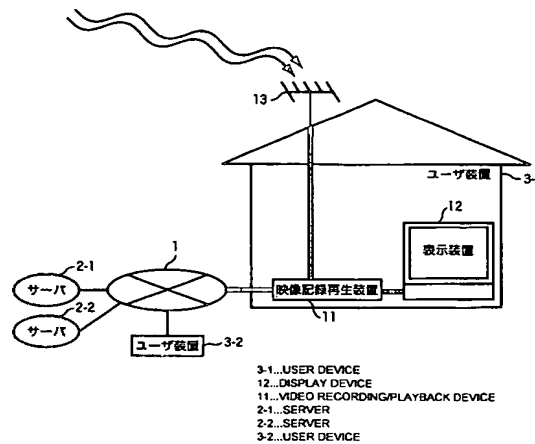 13
ユーザ装置
3-
12
表示装置
1
2-1
サーバ
2-2
サーバ
映像記録再生装置
11
ユーザ装置
3-2
3-1...USER DEVICE
12...DISPLAY DEVICE
11...VIDEO RECORDING/PLAYBACK DEVICE
2-1...SERVER
2-2...SERVER
3-2...USER DEVICE